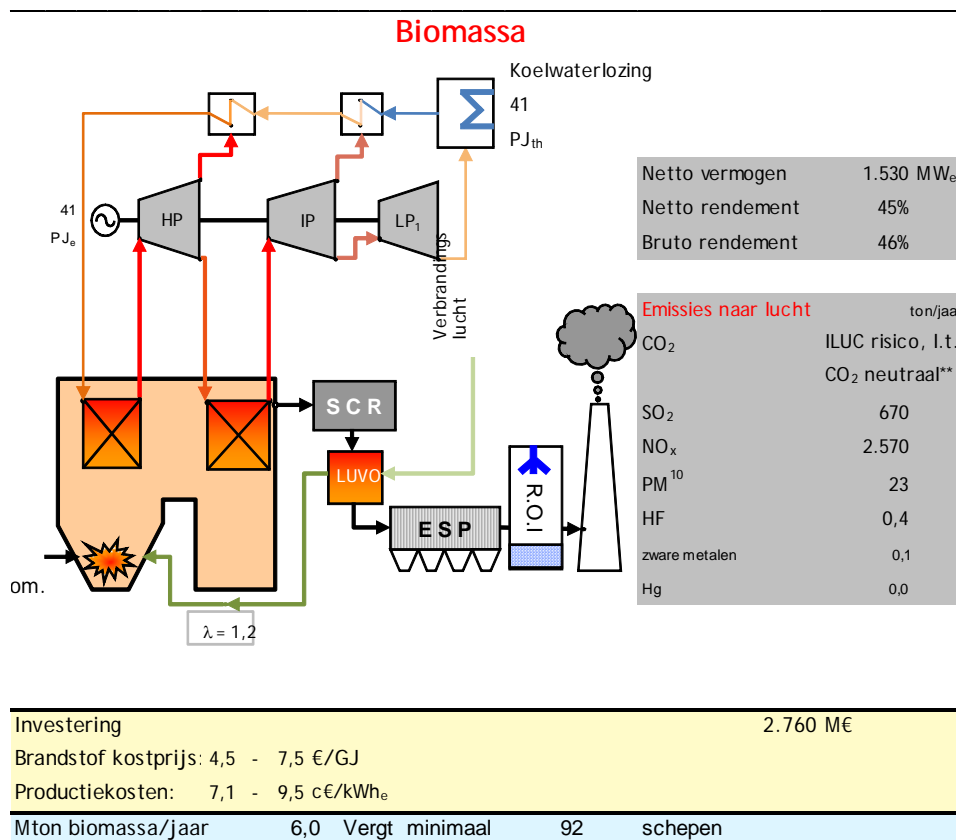 Biomassa
Koelwaterlozing
41
PJth
41
PJe
HP
IP
LP1
Verbrandings
lucht
Netto vermogen 1.530 MWe
Netto rendement 45%
Bruto rendement 46%
Emissies naar lucht ton/jaa
CO2 ILUC risico, l.t.
CO2 neutraal**
SO2 670
NOx 2.570
PM10 23
HF 0,4
zware metalen 0,1
Hg 0,0
SCR
LUVO
ESP
R.O.I
om.
λ = 1,2
Investering 2.760 M€
Brandstof kostprijs: 4,5 - 7,5 €/GJ
Productiekosten: 7,1 - 9,5 c€/kWhe
Mton biomassa/jaar 6,0 Vergt minimaal 92 schepen